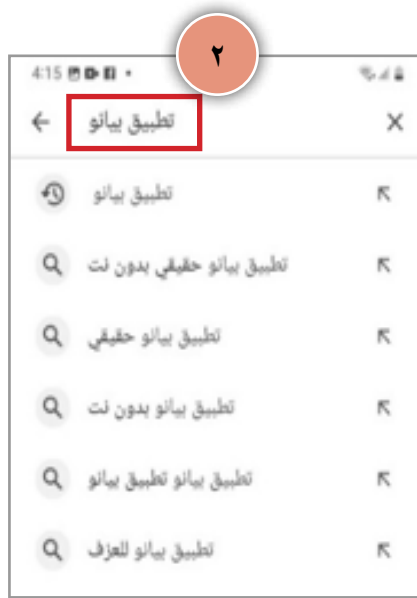 ٢
4:15
تطبيق بيانو
تطبيق بيانو
تطبيق بيانو حقيقي بدون نت
تطبيق بيانو حقيقي
تطبيق بيانو بدون نت
تطبيق بيانو تطبيق بيانو
تطبيق بيانو للعزف